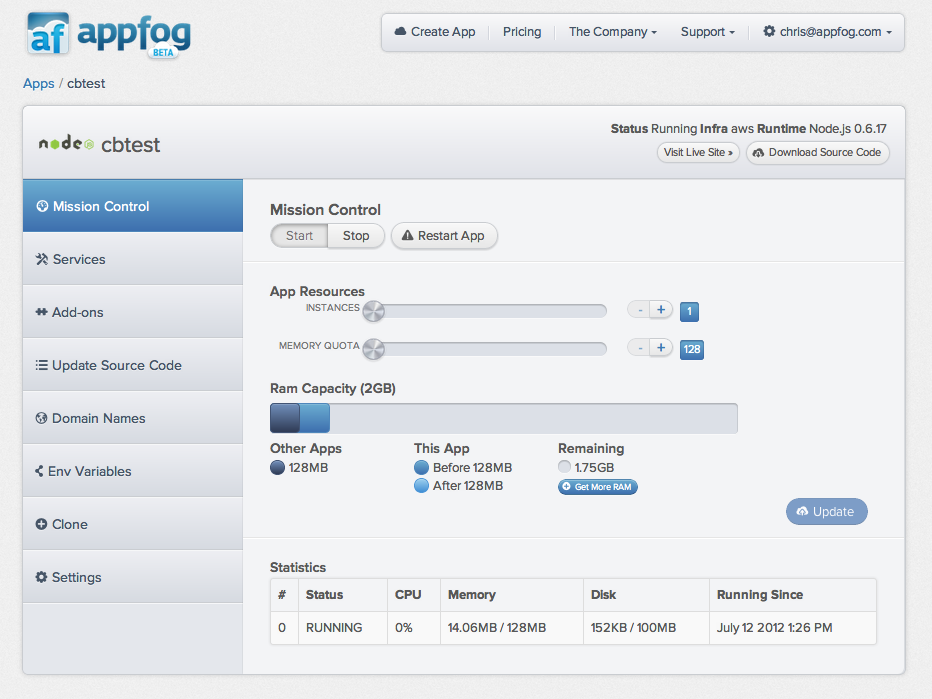 af appfog BETA
Create App Pricing The Company Support chris@appfog.com
Apps / cbtest
node cbtest
Status Running Infra aws Runtime Node.js 0.6.17
Visit Live Site » Download Source Code
Mission Control
Services
Add-ons
Update Source Code
Domain Names
Env Variables
Clone
Settings
Mission Control
Start Stop Restart App
App Resources
INSTANCES - + 1
MEMORY QUOTA - + 128
Ram Capacity (2GB)
Other Apps This App Remaining
128MB Before 128MB 1.75GB
After 128MB Get More RAM
Update
Statistics
# Status CPU Memory Disk Running Since
0 RUNNING 0% 14.06MB / 128MB 152KB / 100MB July 12 2012 1:26 PM